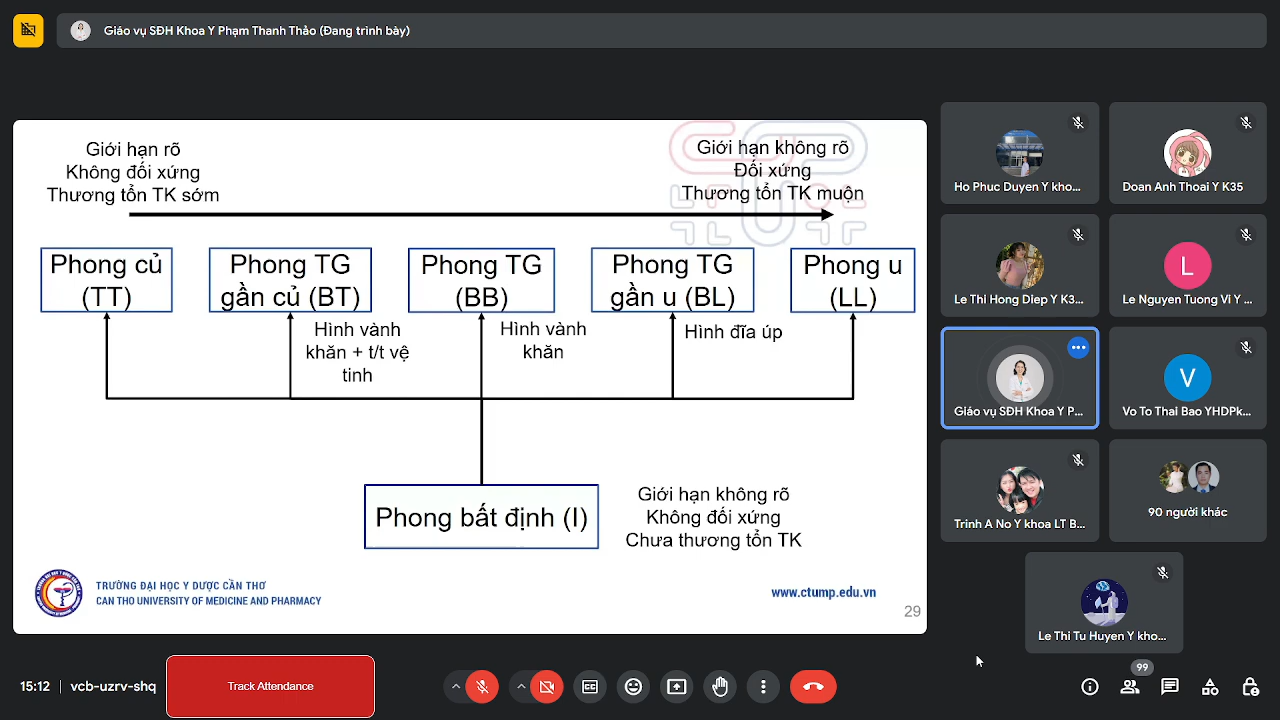 Giáo vụ SĐH Khoa Y Phạm Thanh Thảo (Đang trình bày)
Giới hạn rõ
Không đối xứng
Thương tổn TK sớm
Giới hạn không rõ
Đối xứng
Thương tổn TK muộn
Phong củ
(TT)
Phong TG
gần củ (BT)
Phong TG
(BB)
Phong TG
gần u (BL)
Phong u
(LL)
Hình vành
khăn + t/t vệ
tinh
Hình vành
khăn
Hình đĩa úp
Phong bất định (I)
Giới hạn không rõ
Không đối xứng
Chưa thương tổn TK
TRƯỜNG ĐẠI HỌC Y DƯỢC CẦN THƠ
CAN THO UNIVERSITY OF MEDICINE AND PHARMACY
www.ctump.edu.vn
29
Ho Phuc Duyen Y kho...
Doan Anh Thoai Y K35
Le Thi Hong Diep Y K3...
L
Le Nguyen Tuong Vi Y ...
Giáo vụ SĐH Khoa Y P...
V
Vo To Thai Bao YHDPk...
Trinh A No Y khoa LT B...
90 người khác
Le Thi Tu Huyen Y kho...
15:12
vcb-uzrv-shq
Track Attendance
99